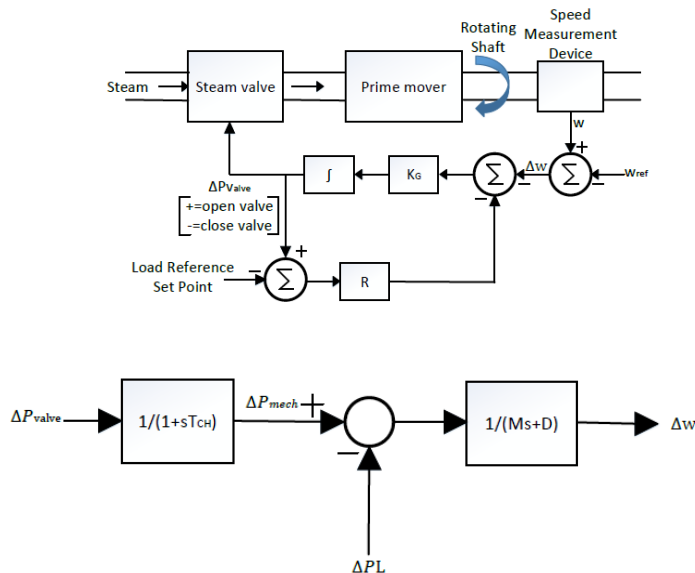 Rotating
Shaft
Speed
Measurement
Device
Steam
Steam valve
Prime mover
w
+
Δw
−
Σ
−
Wref
∫
KG
−
Σ
−
ΔPvalve
+=open valve
-=close valve
+
Load Reference
Set Point
−
Σ
R
ΔPvalve
1/(1+sTCH)
ΔPmech
+
−
1/(Ms+D)
Δw
ΔPL